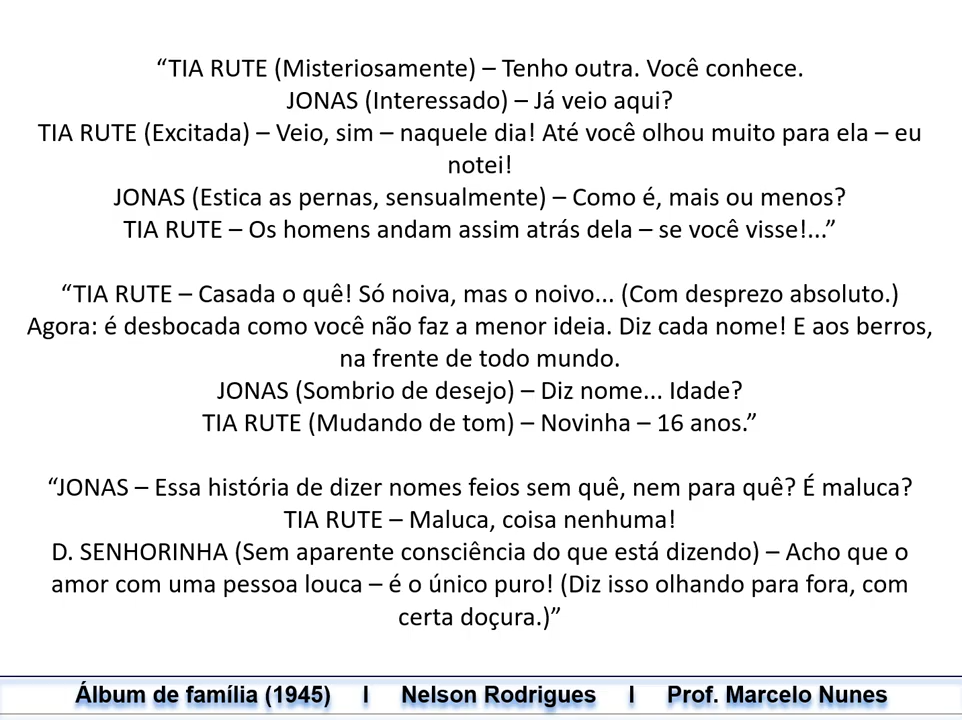 “TIA RUTE (Misteriosamente) – Tenho outra. Você conhece.
JONAS (Interessado) – Já veio aqui?
TIA RUTE (Excitada) – Veio, sim – naquele dia! Até você olhou muito para ela – eu
notei!
JONAS (Estica as pernas, sensualmente) – Como é, mais ou menos?
TIA RUTE – Os homens andam assim atrás dela – se você visse!...”
“TIA RUTE – Casada o quê! Só noiva, mas o noivo... (Com desprezo absoluto.)
Agora: é desbocada como você não faz a menor ideia. Diz cada nome! E aos berros,
na frente de todo mundo.
JONAS (Sombrio de desejo) – Diz nome... Idade?
TIA RUTE (Mudando de tom) – Novinha – 16 anos.”
“JONAS – Essa história de dizer nomes feios sem quê, nem para quê? É maluca?
TIA RUTE – Maluca, coisa nenhuma!
D. SENHORINHA (Sem aparente consciência do que está dizendo) – Acho que o
amor com uma pessoa louca – é o único puro! (Diz isso olhando para fora, com
certa doçura.)”
Álbum de família (1945) I Nelson Rodrigues I Prof. Marcelo Nunes